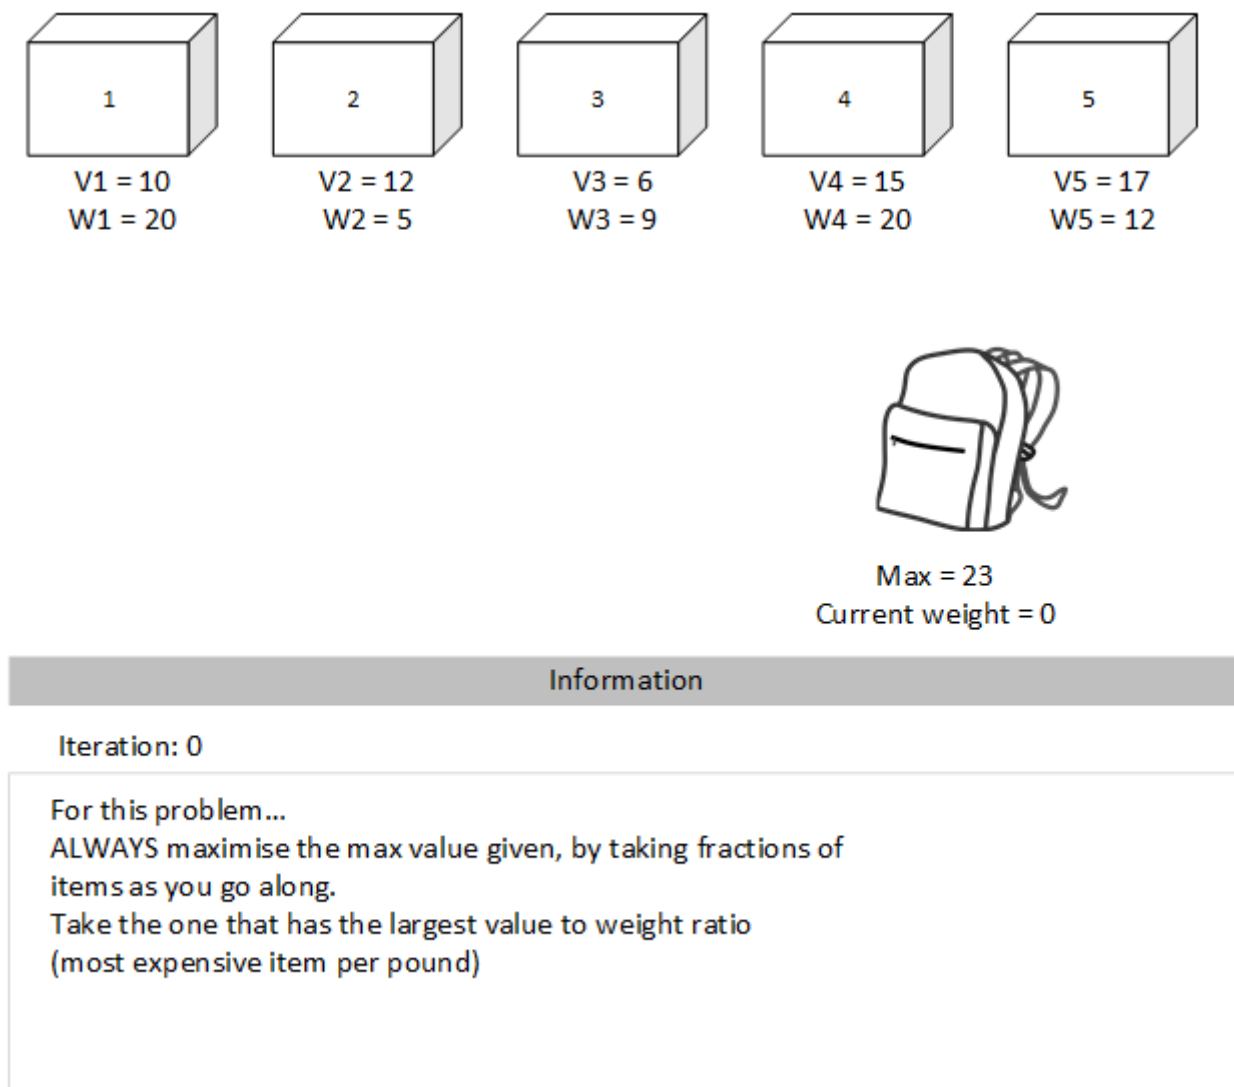 1 2 3 4 5
V1 = 10 V2 = 12 V3 = 6 V4 = 15 V5 = 17
W1 = 20 W2 = 5 W3 = 9 W4 = 20 W5 = 12
Max = 23
Current weight = 0
Information
Iteration: 0
For this problem...
ALWAYS maximise the max value given, by taking fractions of
items as you go along.
Take the one that has the largest value to weight ratio
(most expensive item per pound)